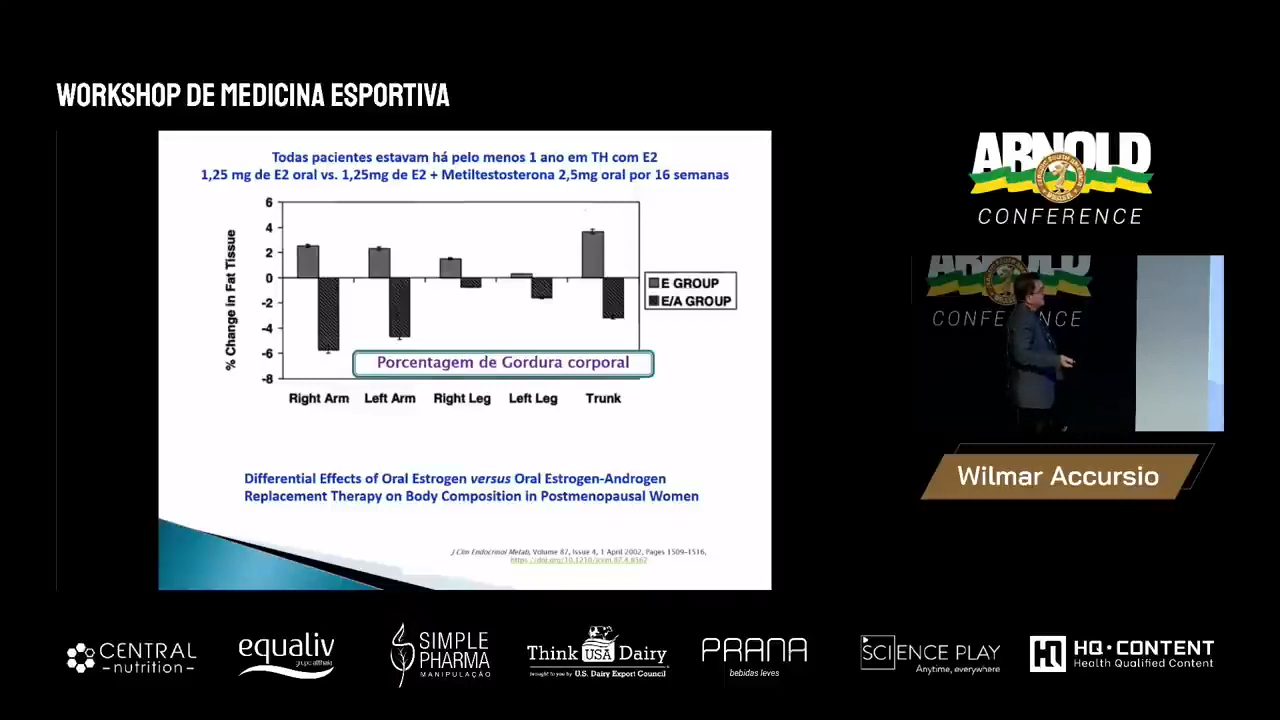 WORKSHOP DE MEDICINA ESPORTIVA
Todas pacientes estavam há pelo menos 1 ano em TH com E2
1,25 mg de E2 oral vs. 1,25mg de E2 + Metiltestosterona 2,5mg oral por 16 semanas
% Change in Fat Tissue
6
4
2
0
-2
-4
-6
-8
E GROUP
E/A GROUP
Porcentagem de Gordura corporal
Right Arm Left Arm Right Leg Left Leg Trunk
Differential Effects of Oral Estrogen versus Oral Estrogen-Androgen
Replacement Therapy on Body Composition in Postmenopausal Women
J Clin Endocrinol Metab, Volume 87, Issue 4, 1 April 2002, Pages 1509–1516,
ARNOLD
CONFERENCE
ARNOLD
CONFERENCE
Wilmar Accursio
CENTRAL
nutrition
equaliv
SIMPLE
PHARMA
MANIPULAÇÃO
Think USA Dairy
brought to you by U.S. Dairy Export Council
PRANA
bebidas leves
SCIENCE PLAY
Anytime, everywhere
HQ•CONTENT
Health Qualified Content